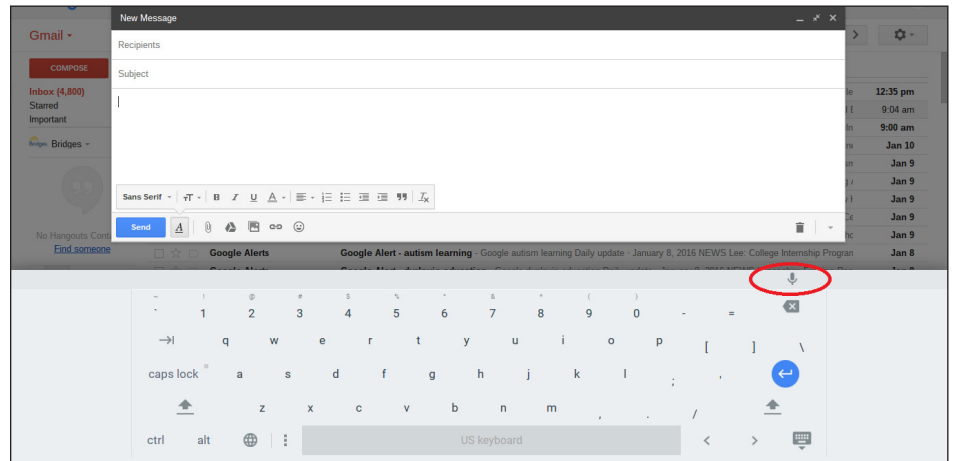 New Message
Gmail
Recipients
COMPOSE
Subject
Inbox (4,800)
12:35 pm
Starred
9:04 am
Important
9:00 am
Bridges
Jan 10
Jan 9
Jan 9
Jan 9
Sans Serif
Jan 9
Send
No Hangouts Conta
Jan 9
Find someone
Google Alerts Google Alert - autism learning - Google autism learning Daily update · January 8, 2016 NEWS Lee: College Internship Program Jan 8
~ ! @ # $ % ^ & * ( )
` 1 2 3 4 5 6 7 8 9 0 - =
q w e r t y u i o p [ ] \
caps lock a s d f g h j k l ; '
z x c v b n m , . /
ctrl alt US keyboard < >